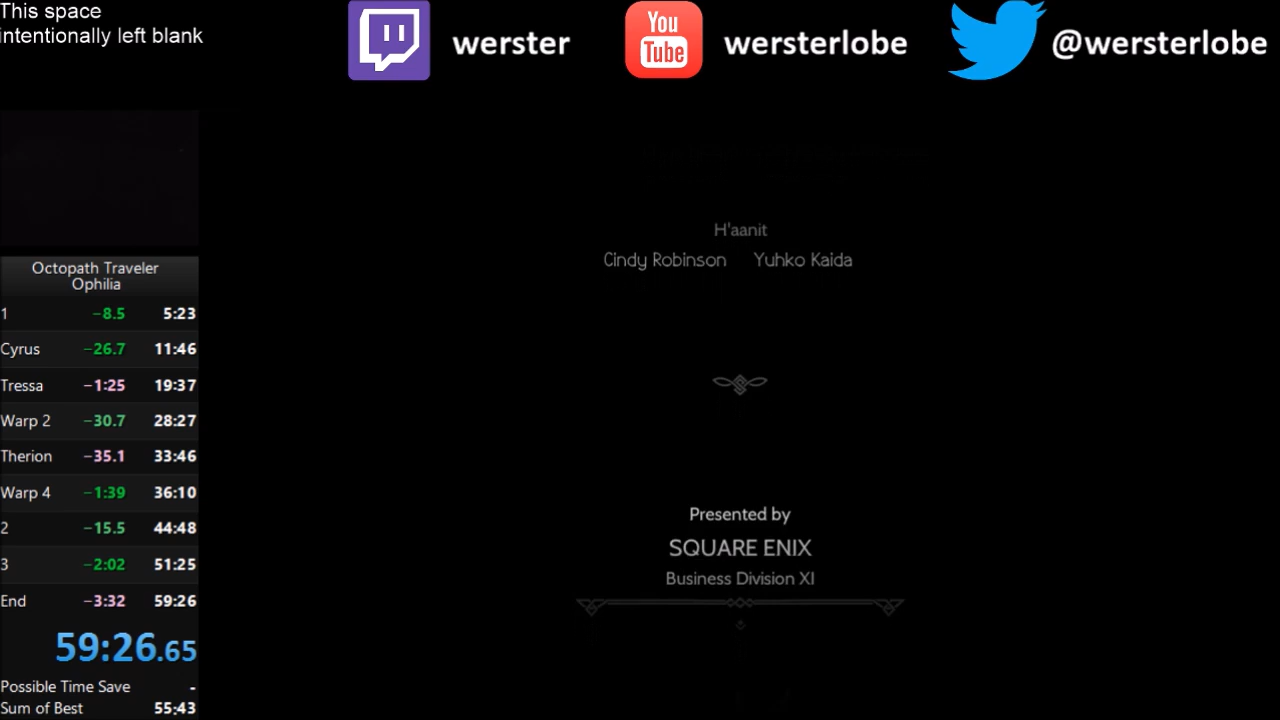 This space
intentionally left blank
werster
You
Tube
wersterlobe
@wersterlobe
Octopath Traveler
Ophilia
1 −8.5 5:23
Cyrus −26.7 11:46
Tressa −1:25 19:37
Warp 2 −30.7 28:27
Therion −35.1 33:46
Warp 4 −1:39 36:10
2 −15.5 44:48
3 −2:02 51:25
End −3:32 59:26
59:26.65
Possible Time Save -
Sum of Best 55:43
H'aanit
Cindy Robinson Yuhko Kaida
Presented by
SQUARE ENIX
Business Division XI